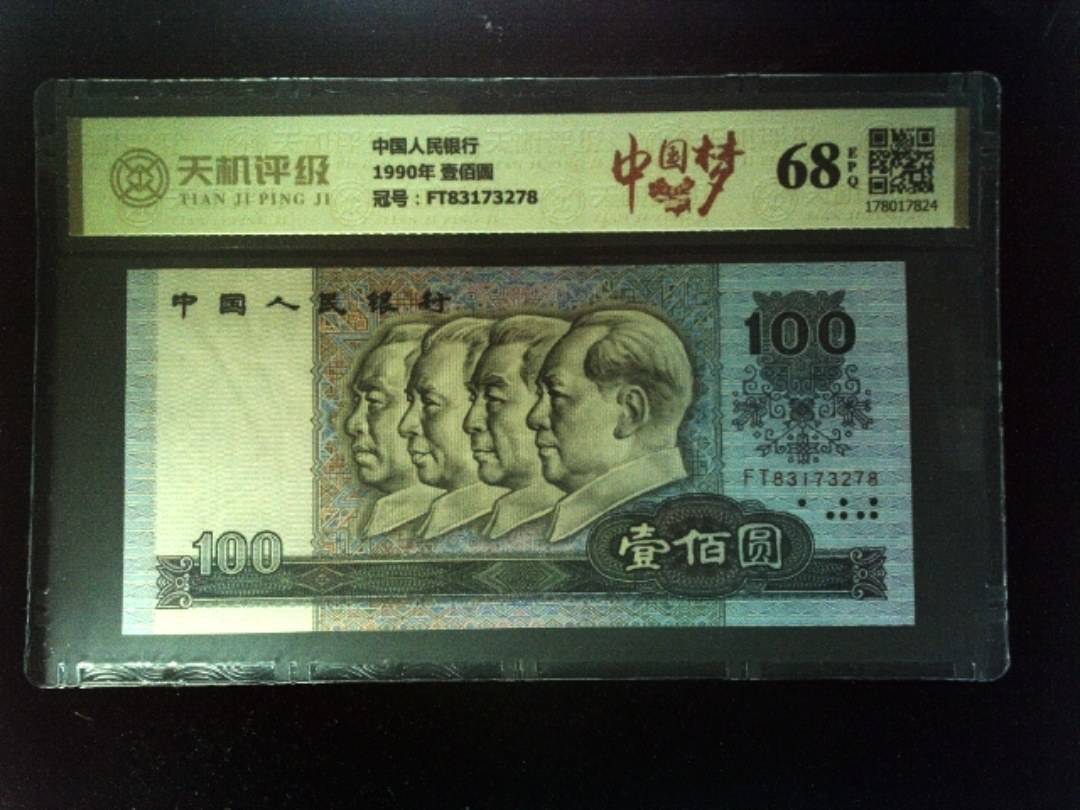 天机评级
TIAN JI PING JI
中国人民银行
1990年 壹佰圆
冠号：FT83173278
中国梦
68
EPQ
178017824
中国人民银行
100
FT83173278
100
壹佰圆